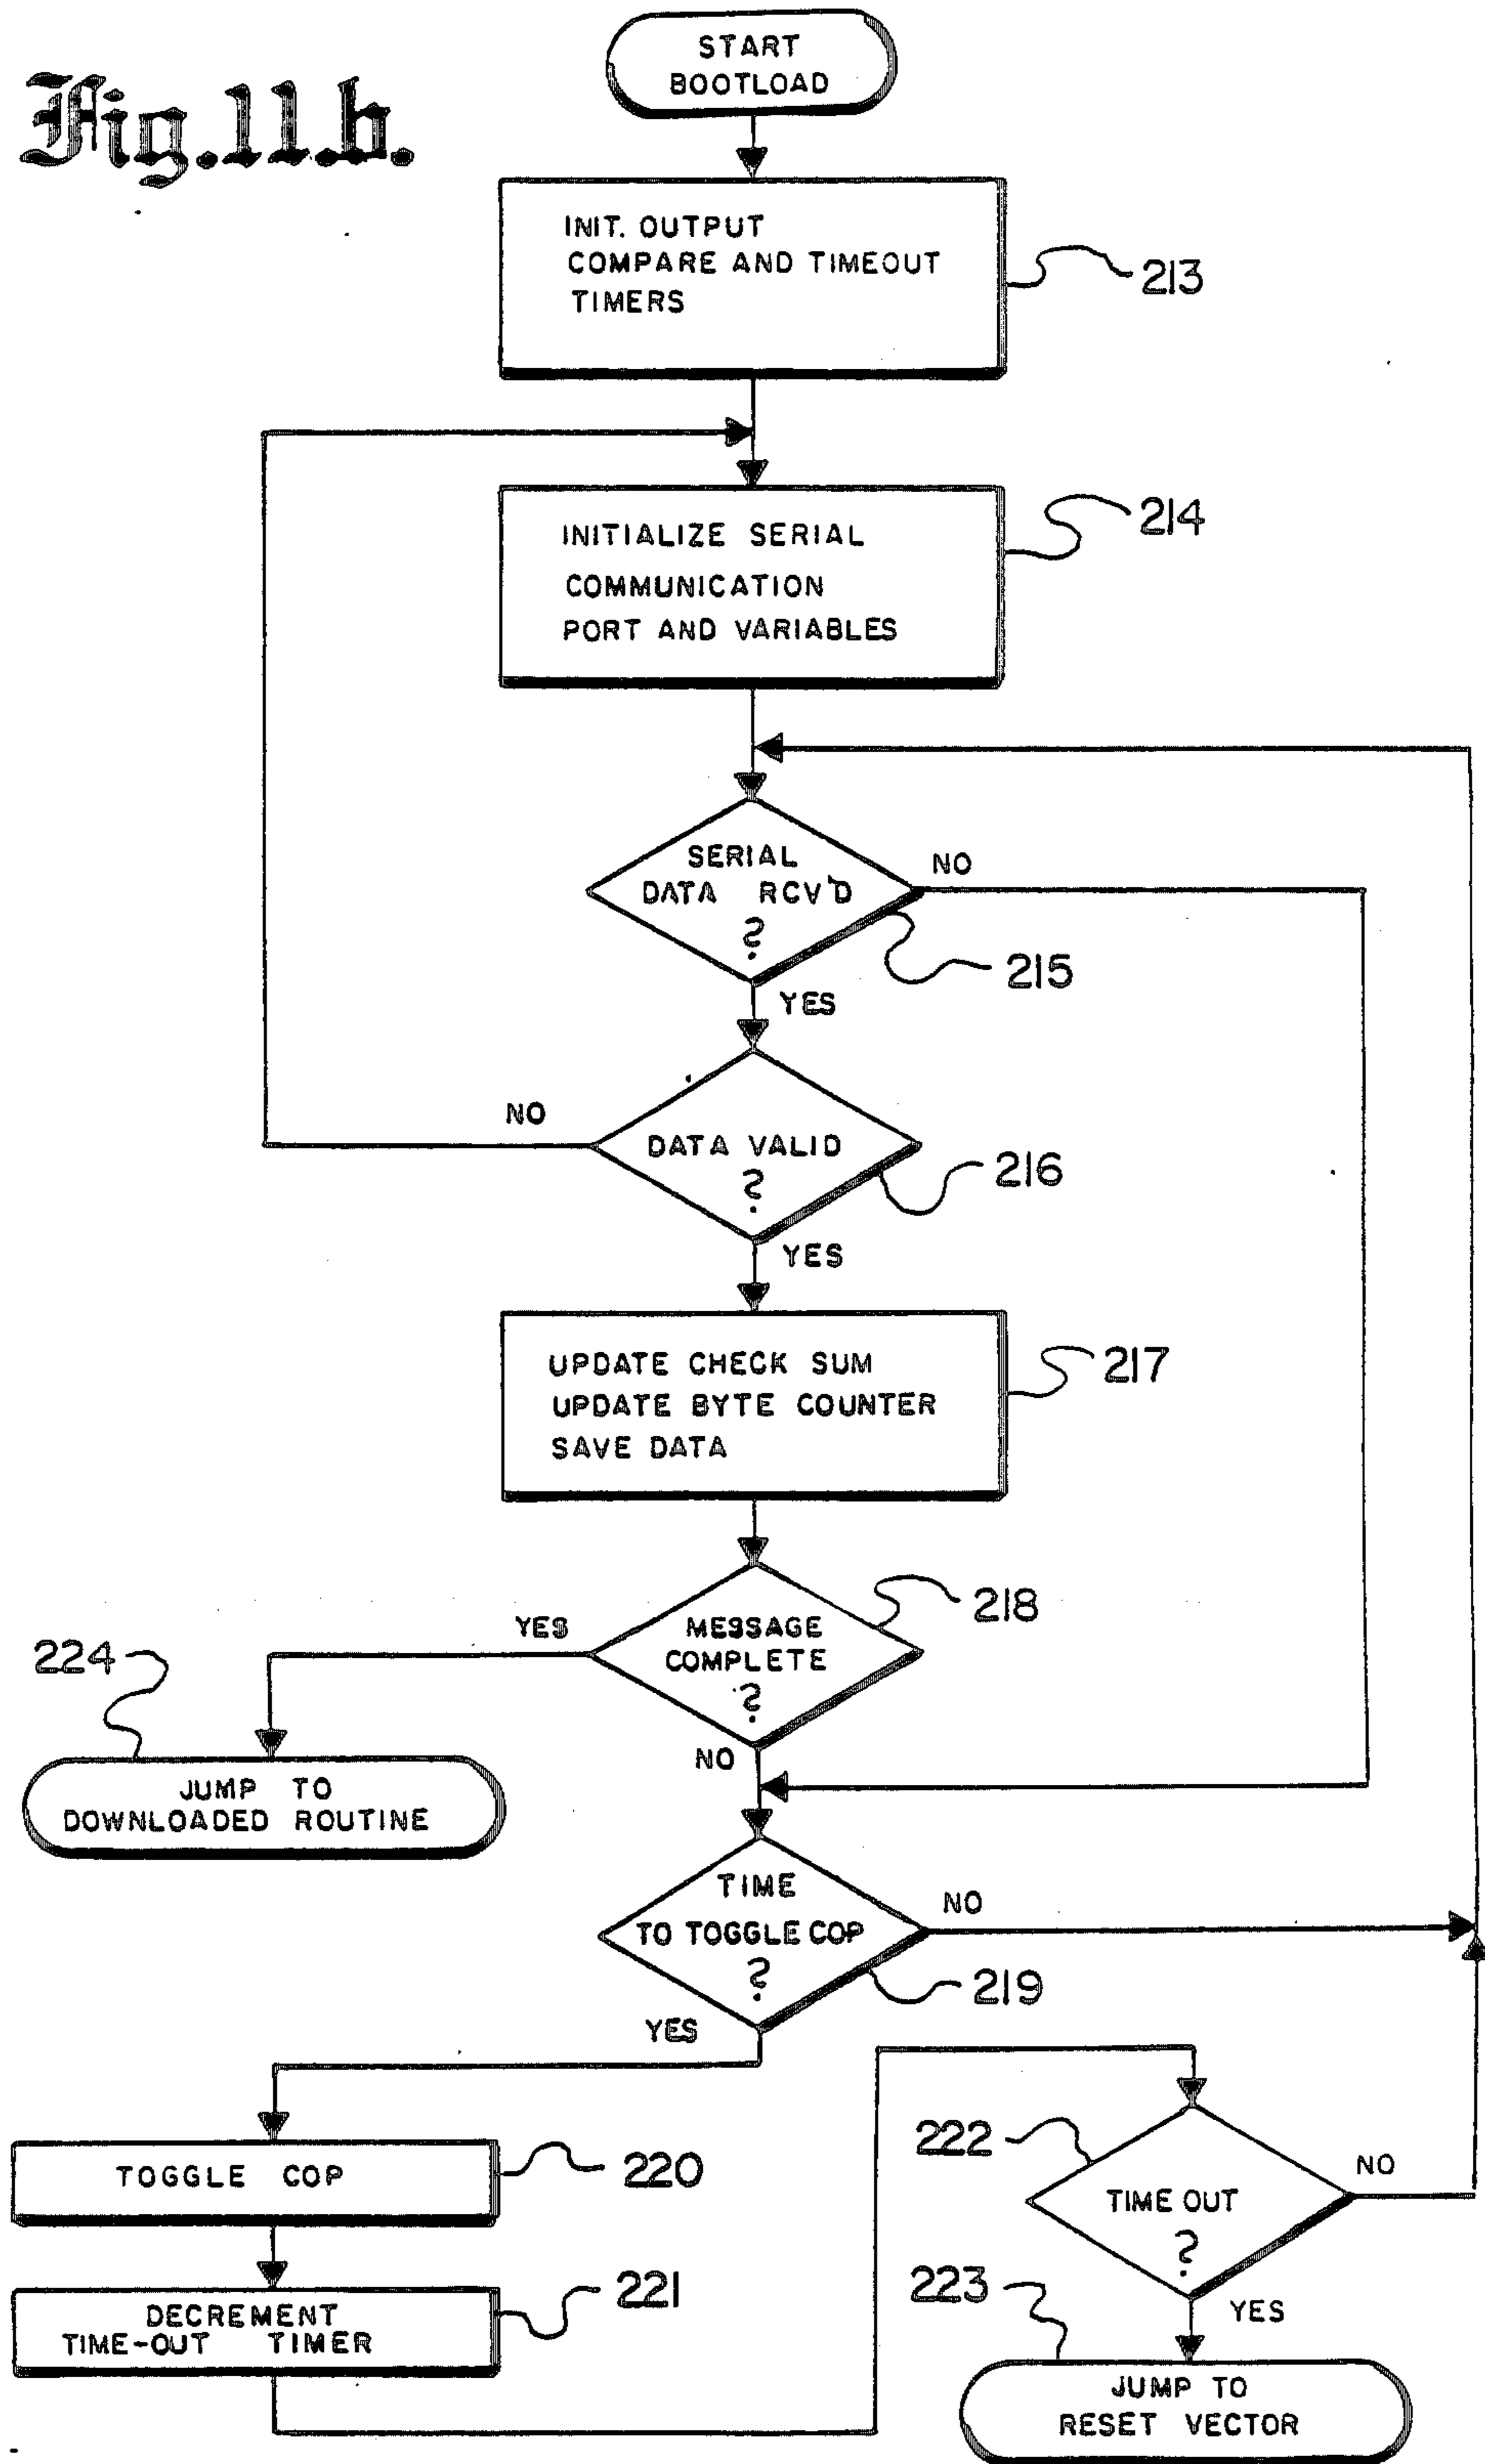 Fig.11.b.
START
BOOTLOAD
INIT. OUTPUT
COMPARE AND TIMEOUT
TIMERS
213
INITIALIZE SERIAL
COMMUNICATION
PORT AND VARIABLES
214
SERIAL
DATA RCV'D
?
NO
215
YES
DATA VALID
?
NO
216
YES
UPDATE CHECK SUM
UPDATE BYTE COUNTER
SAVE DATA
217
MESSAGE
COMPLETE
?
218
YES
224
NO
JUMP TO
DOWNLOADED ROUTINE
TIME
TO TOGGLE COP
?
NO
219
YES
TOGGLE COP
220
DECREMENT
TIME-OUT TIMER
221
222
TIME OUT
?
NO
223
YES
JUMP TO
RESET VECTOR